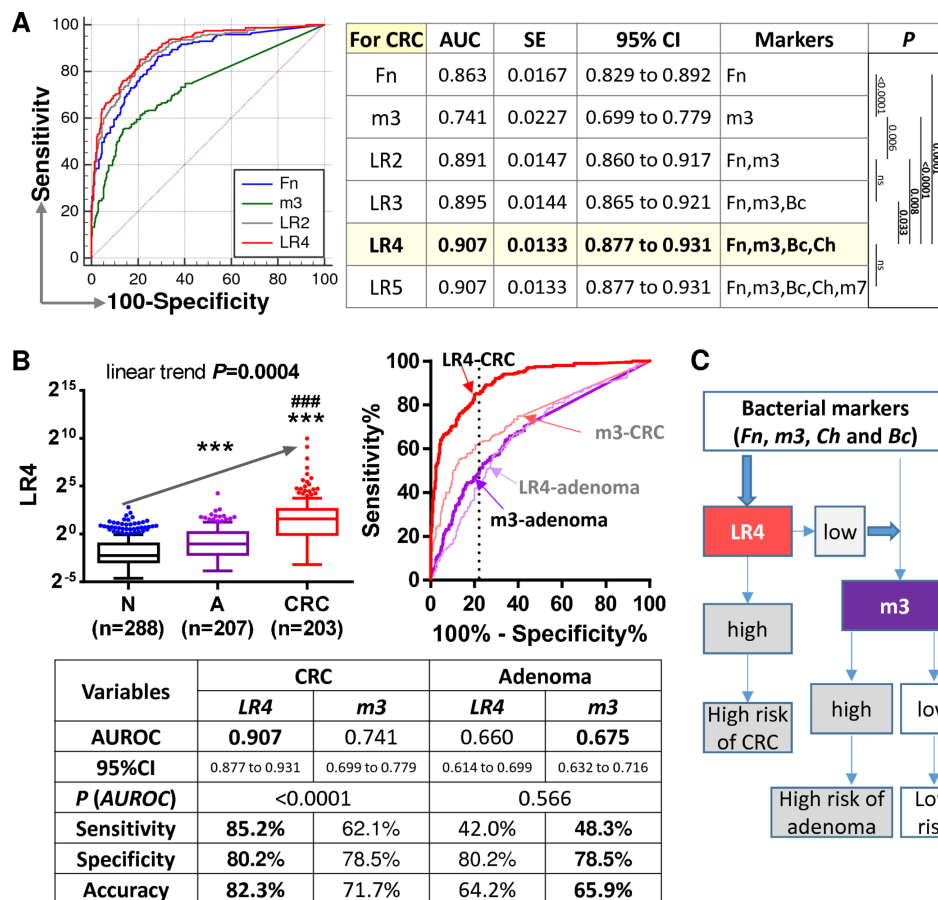 A
Sensitivity
100
80
60
40
20
0
0 20 40 60 80 100
100-Specificity
Fn
m3
LR2
LR4
For CRC AUC SE 95% CI Markers P
Fn 0.863 0.0167 0.829 to 0.892 Fn
m3 0.741 0.0227 0.699 to 0.779 m3
LR2 0.891 0.0147 0.860 to 0.917 Fn,m3
LR3 0.895 0.0144 0.865 to 0.921 Fn,m3,Bc
LR4 0.907 0.0133 0.877 to 0.931 Fn,m3,Bc,Ch
LR5 0.907 0.0133 0.877 to 0.931 Fn,m3,Bc,Ch,m7
<0.0001
0.006
ns
ns
0.033
0.008
<0.0001
B
linear trend P=0.0004
LR4
2^15
2^10
2^5
2^0
2^-5
***
###
***
N A CRC
(n=288) (n=207) (n=203)
Sensitivity%
100
80
60
40
20
0
0 20 40 60 80 100
100% - Specificity%
LR4-CRC
m3-CRC
LR4-adenoma
m3-adenoma
Variables CRC Adenoma
LR4 m3 LR4 m3
AUROC 0.907 0.741 0.660 0.675
95%CI 0.877 to 0.931 0.699 to 0.779 0.614 to 0.699 0.632 to 0.716
P (AUROC) <0.0001 0.566
Sensitivity 85.2% 62.1% 42.0% 48.3%
Specificity 80.2% 78.5% 80.2% 78.5%
Accuracy 82.3% 71.7% 64.2% 65.9%
C
Bacterial markers
(Fn, m3, Ch and Bc)
LR4
low
m3
high
high
High risk
of CRC
High risk of
adenoma